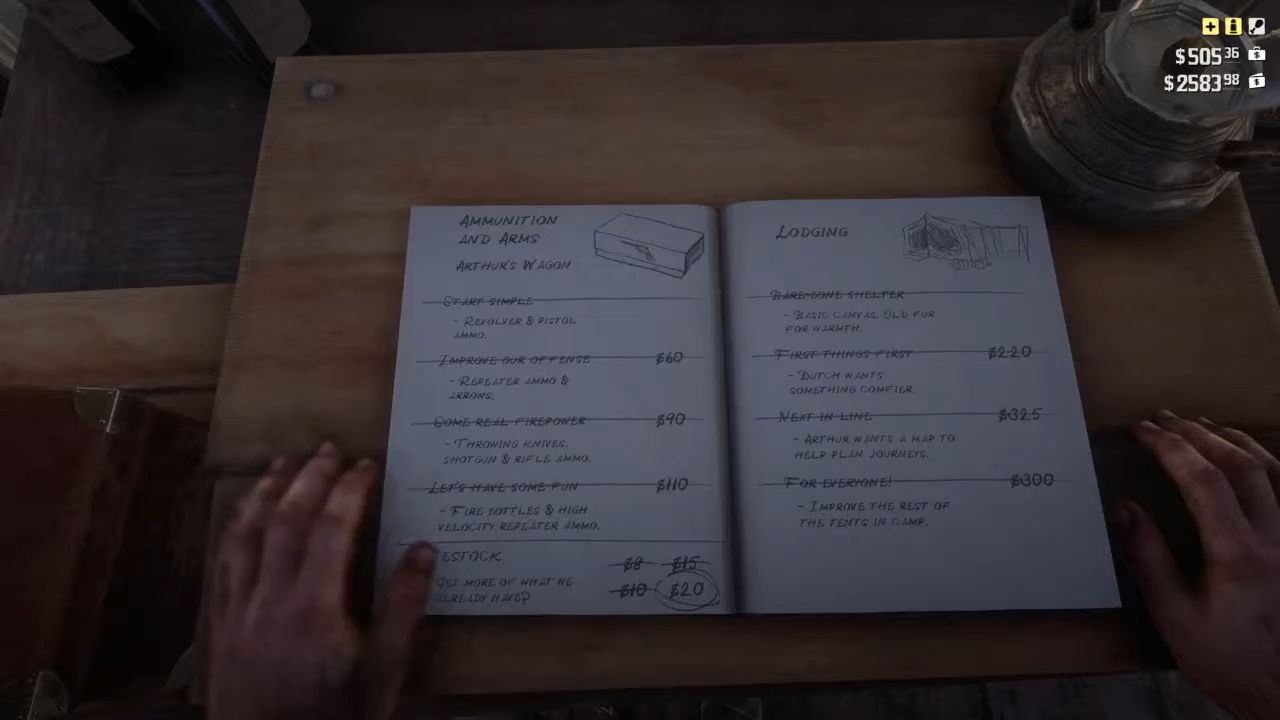 $505 36
$2583 98
AMMUNITION
AND ARMS
ARTHUR'S WAGON
START SIMPLE
- REVOLVER & PISTOL
AMMO.
IMPROVE OUR OFFENSE $60
- REPEATER AMMO &
ARROWS.
SOME REAL FIREPOWER $90
- THROWING KNIVES,
SHOTGUN & RIFLE AMMO.
LET'S HAVE SOME FUN $110
- FIRE BOTTLES & HIGH
VELOCITY REPEATER AMMO.
ESTOCK $8 $15
GET MORE OF WHAT WE $10 $20
ALREADY HAVE?
LODGING
BARE-BONE SHELTER
- BASIC CANVAS. OLD FUR
FOR WARMTH.
FIRST THINGS FIRST $220
- DUTCH WANTS
SOMETHING COMFIER.
NEXT IN LINE $325
- ARTHUR WANTS A MAP TO
HELP PLAN JOURNEYS.
FOR EVERYONE! $300
- IMPROVE THE REST OF
THE TENTS IN CAMP.